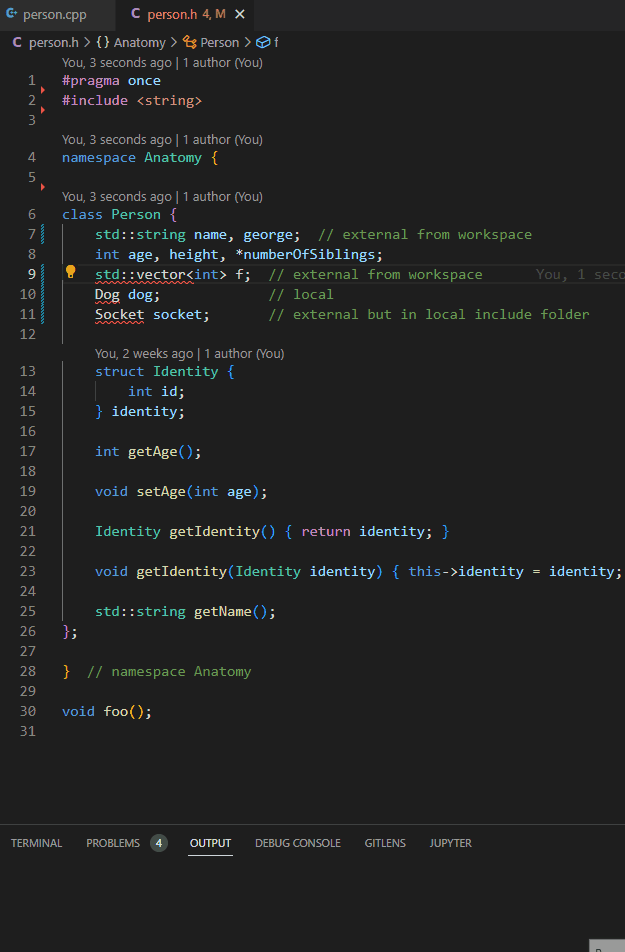 person.cpp
C person.h 4, M
C person.h > {} Anatomy > Person > f
You, 3 seconds ago | 1 author (You)
1 #pragma once
2 #include <string>
3
You, 3 seconds ago | 1 author (You)
4 namespace Anatomy {
5
You, 3 seconds ago | 1 author (You)
6 class Person {
7 std::string name, george;  // external from workspace
8 int age, height, *numberOfSiblings;
9 std::vector<int> f;  // external from workspace You, 1 seco
10 Dog dog;             // local
11 Socket socket;       // external but in local include folder
12
You, 2 weeks ago | 1 author (You)
13 struct Identity {
14 int id;
15 } identity;
16
17 int getAge();
18
19 void setAge(int age);
20
21 Identity getIdentity() { return identity; }
22
23 void getIdentity(Identity identity) { this->identity = identity;
24
25 std::string getName();
26 };
27
28 }  // namespace Anatomy
29
30 void foo();
31
TERMINAL PROBLEMS 4 OUTPUT DEBUG CONSOLE GITLENS JUPYTER